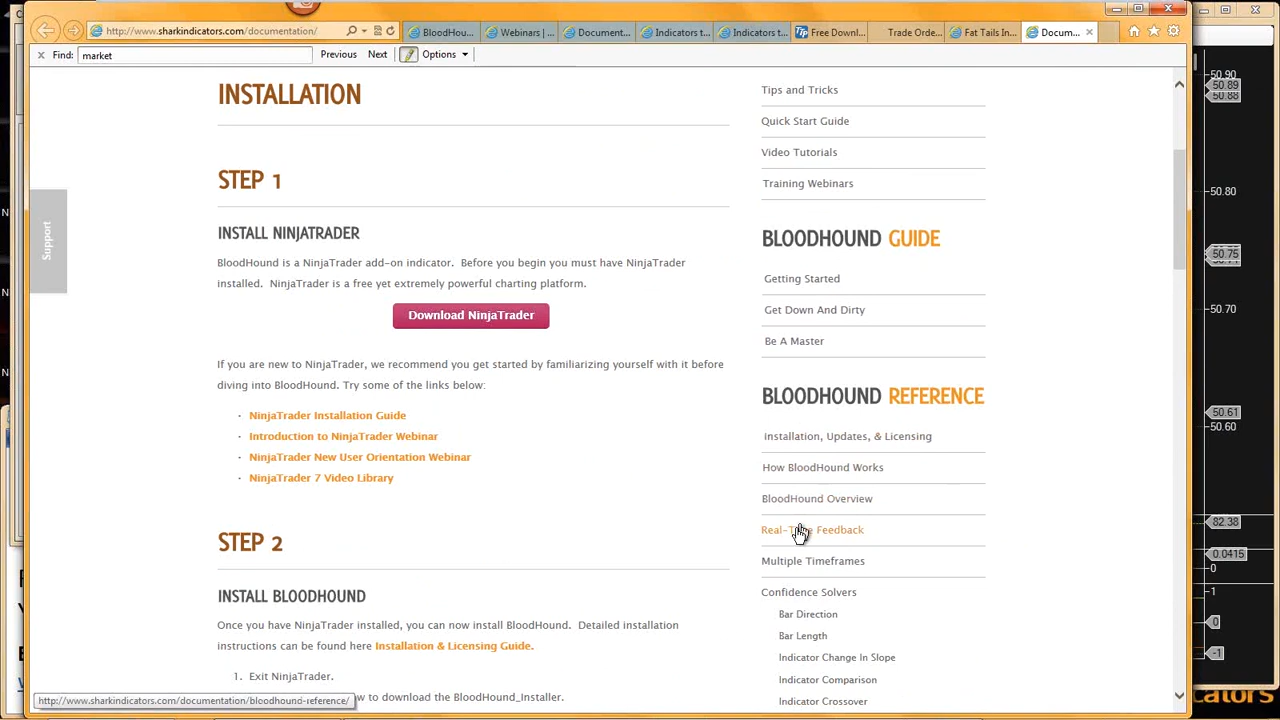 http://www.sharkindicators.com/documentation/
BloodHou...
Webinars | ...
Document...
Indicators t...
Indicators t...
Free Downl...
Trade Orde...
Fat Tails In...
Docum...
Find: market
Previous
Next
Options
INSTALLATION
STEP 1
INSTALL NINJATRADER
BloodHound is a NinjaTrader add-on indicator. Before you begin you must have NinjaTrader
installed. NinjaTrader is a free yet extremely powerful charting platform.
Download NinjaTrader
If you are new to NinjaTrader, we recommend you get started by familiarizing yourself with it before
diving into BloodHound. Try some of the links below:
NinjaTrader Installation Guide
Introduction to NinjaTrader Webinar
NinjaTrader New User Orientation Webinar
NinjaTrader 7 Video Library
STEP 2
INSTALL BLOODHOUND
Once you have NinjaTrader installed, you can now install BloodHound. Detailed installation
instructions can be found here Installation & Licensing Guide.
1. Exit NinjaTrader.
ow to download the BloodHound_Installer.
http://www.sharkindicators.com/documentation/bloodhound-reference/
Support
Tips and Tricks
Quick Start Guide
Video Tutorials
Training Webinars
BLOODHOUND GUIDE
Getting Started
Get Down And Dirty
Be A Master
BLOODHOUND REFERENCE
Installation, Updates, & Licensing
How BloodHound Works
BloodHound Overview
Real-Time Feedback
Multiple Timeframes
Confidence Solvers
Bar Direction
Bar Length
Indicator Change In Slope
Indicator Comparison
Indicator Crossover
50.90
50.89
50.88
50.80
50.75
50.70
50.61
50.60
82.38
0.0415
0
1
0
-1
cators